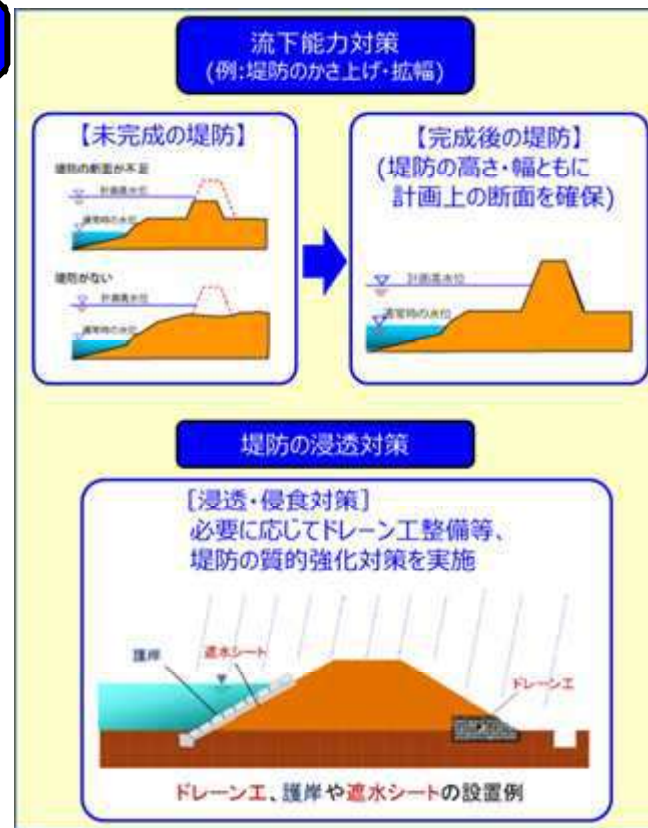 流下能力対策
(例:堤防のかさ上げ・拡幅)
【未完成の堤防】
堤防の断面が不足
計画高水位
通常時の水位
堤防がない
計画高水位
通常時の水位
【完成後の堤防】
(堤防の高さ・幅ともに
計画上の断面を確保)
計画高水位
通常時の水位
堤防の浸透対策
[浸透・侵食対策]
必要に応じてドレーン工整備等、
堤防の質的強化対策を実施
護岸
遮水シート
ドレーン工
ドレーン工、護岸や遮水シートの設置例